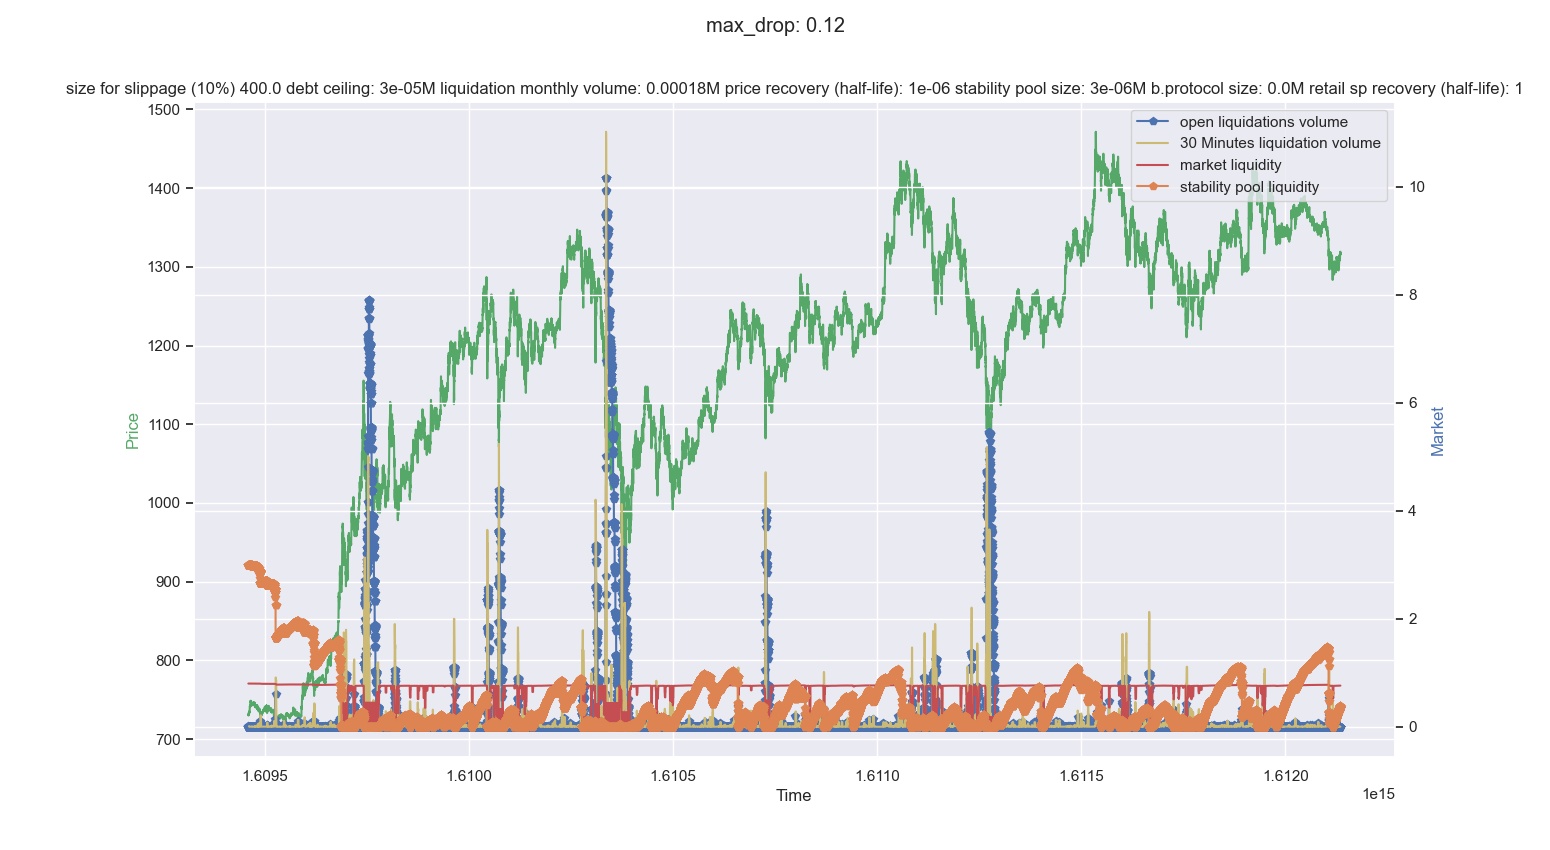 max_drop: 0.12
size for slippage (10%) 400.0 debt ceiling: 3e-05M liquidation monthly volume: 0.00018M price recovery (half-life): 1e-06 stability pool size: 3e-06M b.protocol size: 0.0M retail sp recovery (half-life): 1
open liquidations volume
30 Minutes liquidation volume
market liquidity
stability pool liquidity
1500
1400
1300
1200
1100
1000
900
800
700
Price
10
8
6
4
2
0
Market
1.6095 1.6100 1.6105 1.6110 1.6115 1.6120
1e15
Time